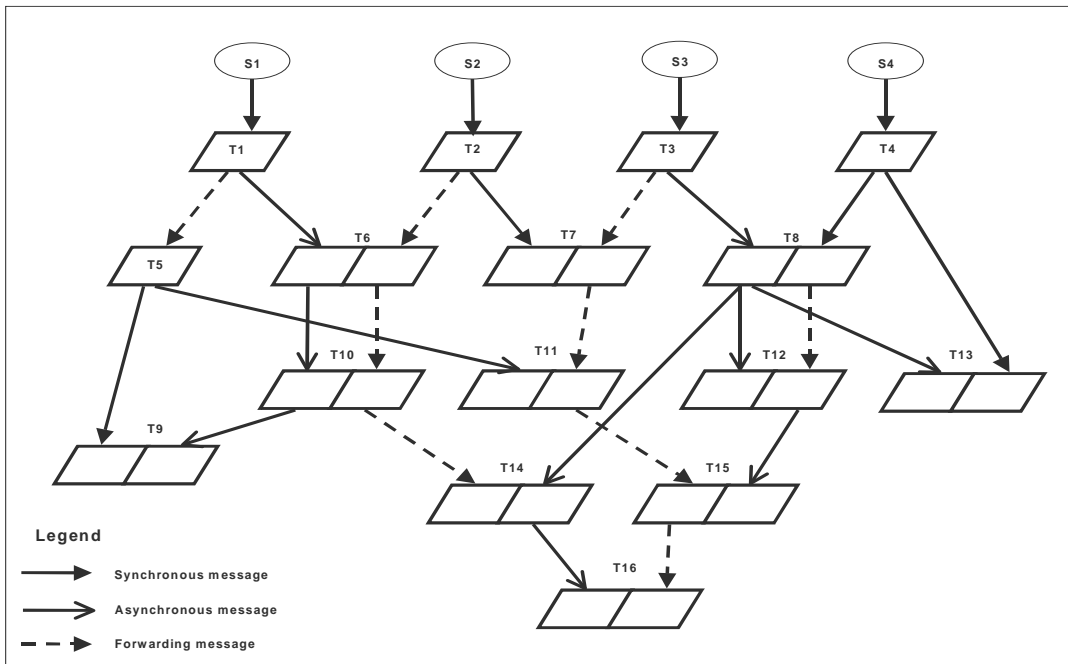 S1
S2
S3
S4
T1
T2
T3
T4
T6
T7
T8
T5
T10
T11
T12
T13
T9
T14
T15
Legend
T16
Synchronous message
Asynchronous message
Forwarding message